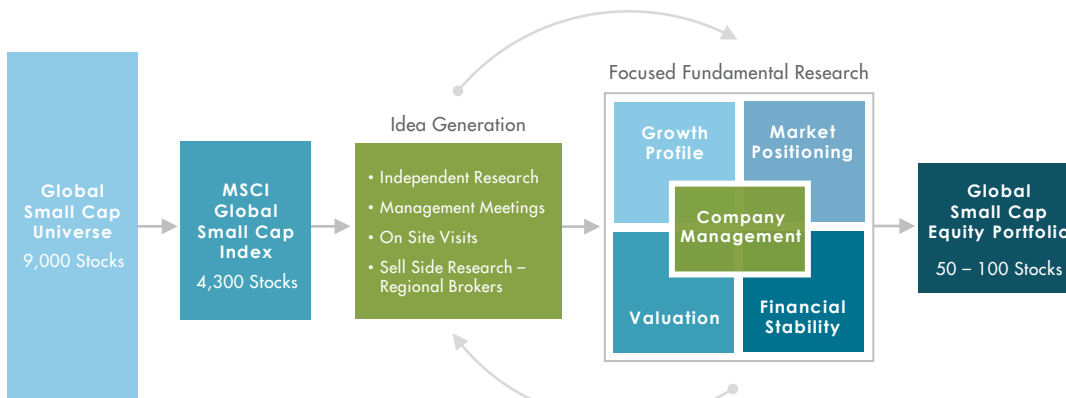 Global
Small Cap
Universe
9,000 Stocks
MSCI
Global
Small Cap
Index
4,300 Stocks
Idea Generation
• Independent Research
• Management Meetings
• On Site Visits
• Sell Side Research –
Regional Brokers
Focused Fundamental Research
Growth
Profile
Market
Positioning
Company
Management
Valuation
Financial
Stability
Global
Small Cap
Equity Portfolio
50 – 100 Stocks